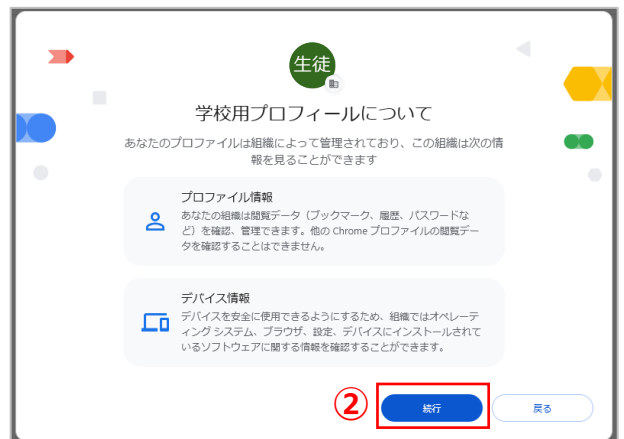 生徒
学校用プロフィールについて
あなたのプロファイルは組織によって管理されており、この組織は次の情
報を見ることができます
プロファイル情報
あなたの組織は閲覧データ（ブックマーク、履歴、パスワードな
ど）を確認、管理できます。他の Chrome プロファイルの閲覧デー
タを確認することはできません。
デバイス情報
デバイスを安全に使用できるようにするため、組織ではオペレーテ
ィング システム、ブラウザ、設定、デバイスにインストールされて
いるソフトウェアに関する情報を確認することができます。
② 続行 戻る